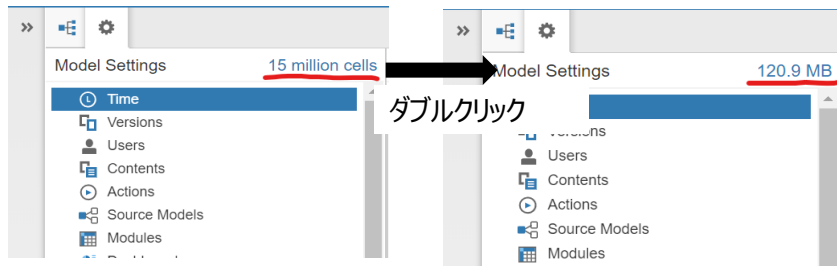 Model Settings 15 million cells
Time
Versions
Users
Contents
Actions
Source Models
Modules
ダブルクリック
Model Settings 120.9 MB
Versions
Users
Contents
Actions
Source Models
Modules